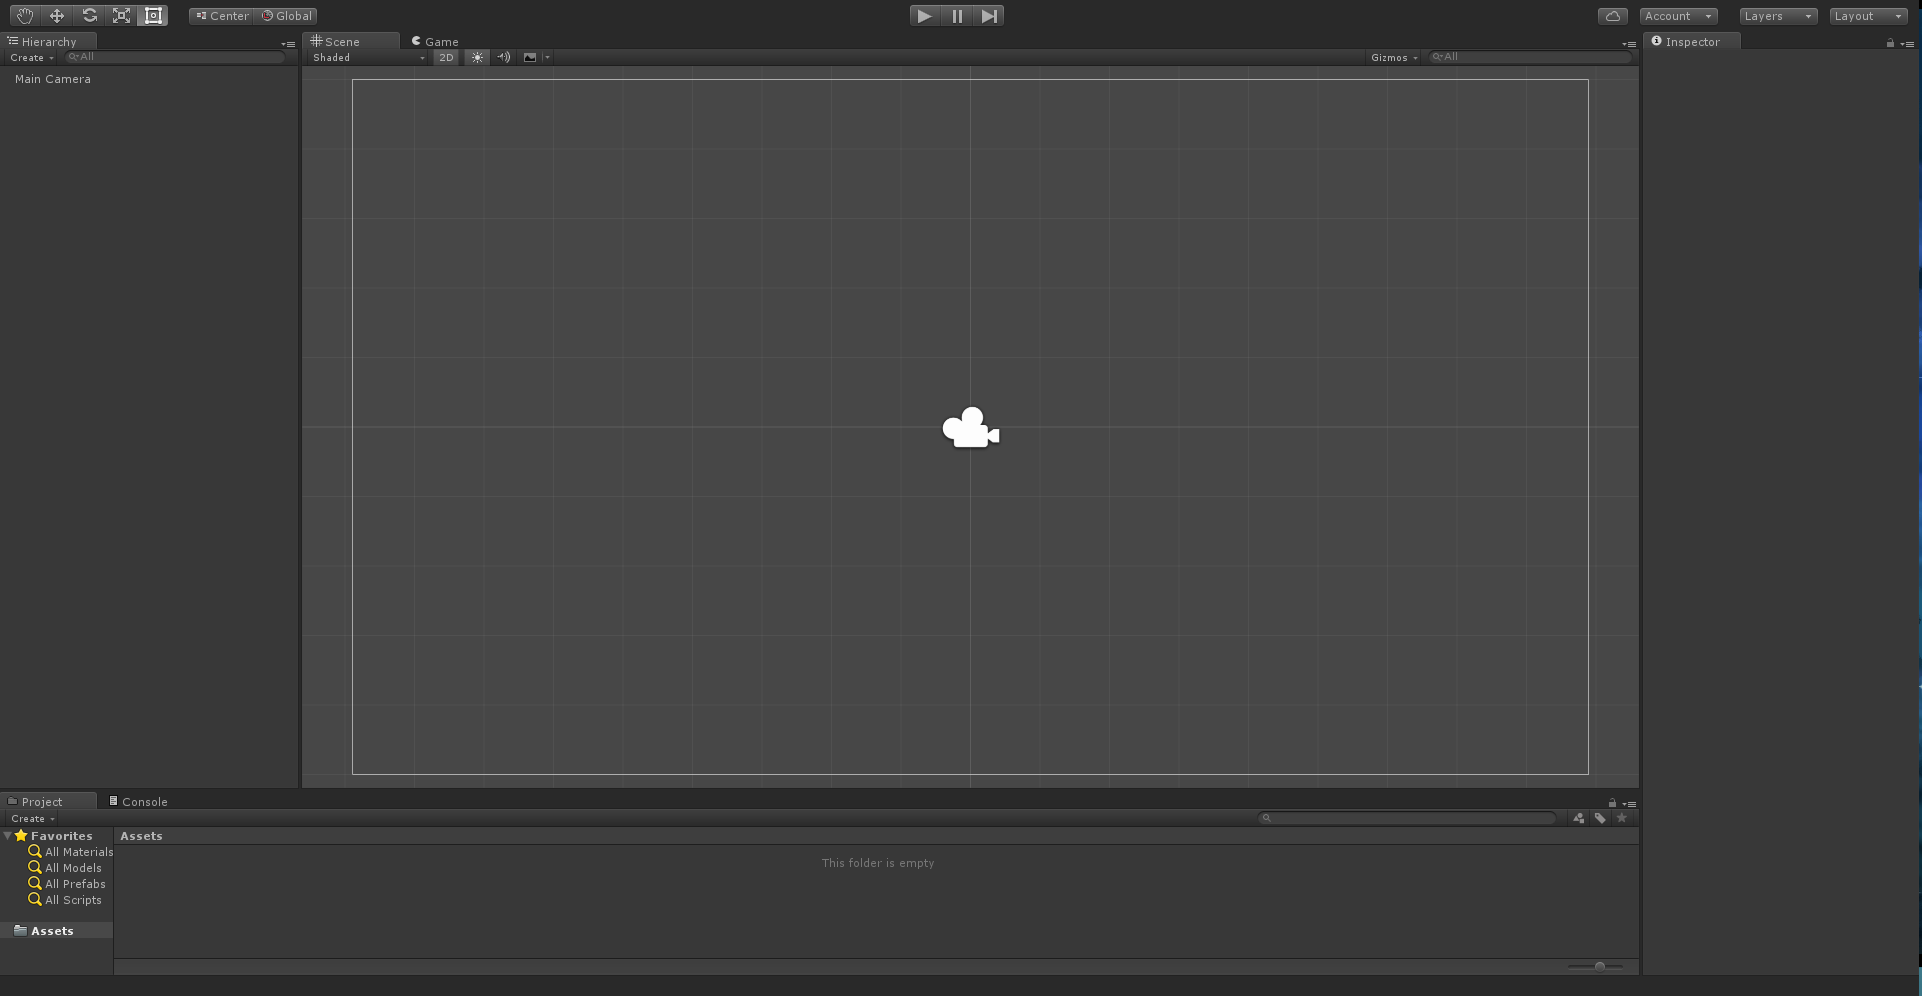 Center Global
Account Layers Layout
Hierarchy
Create All
Main Camera
Scene Game
Shaded 2D Gizmos All
Inspector
Project Console
Create
Favorites
All Materials
All Models
All Prefabs
All Scripts
Assets
Assets
This folder is empty